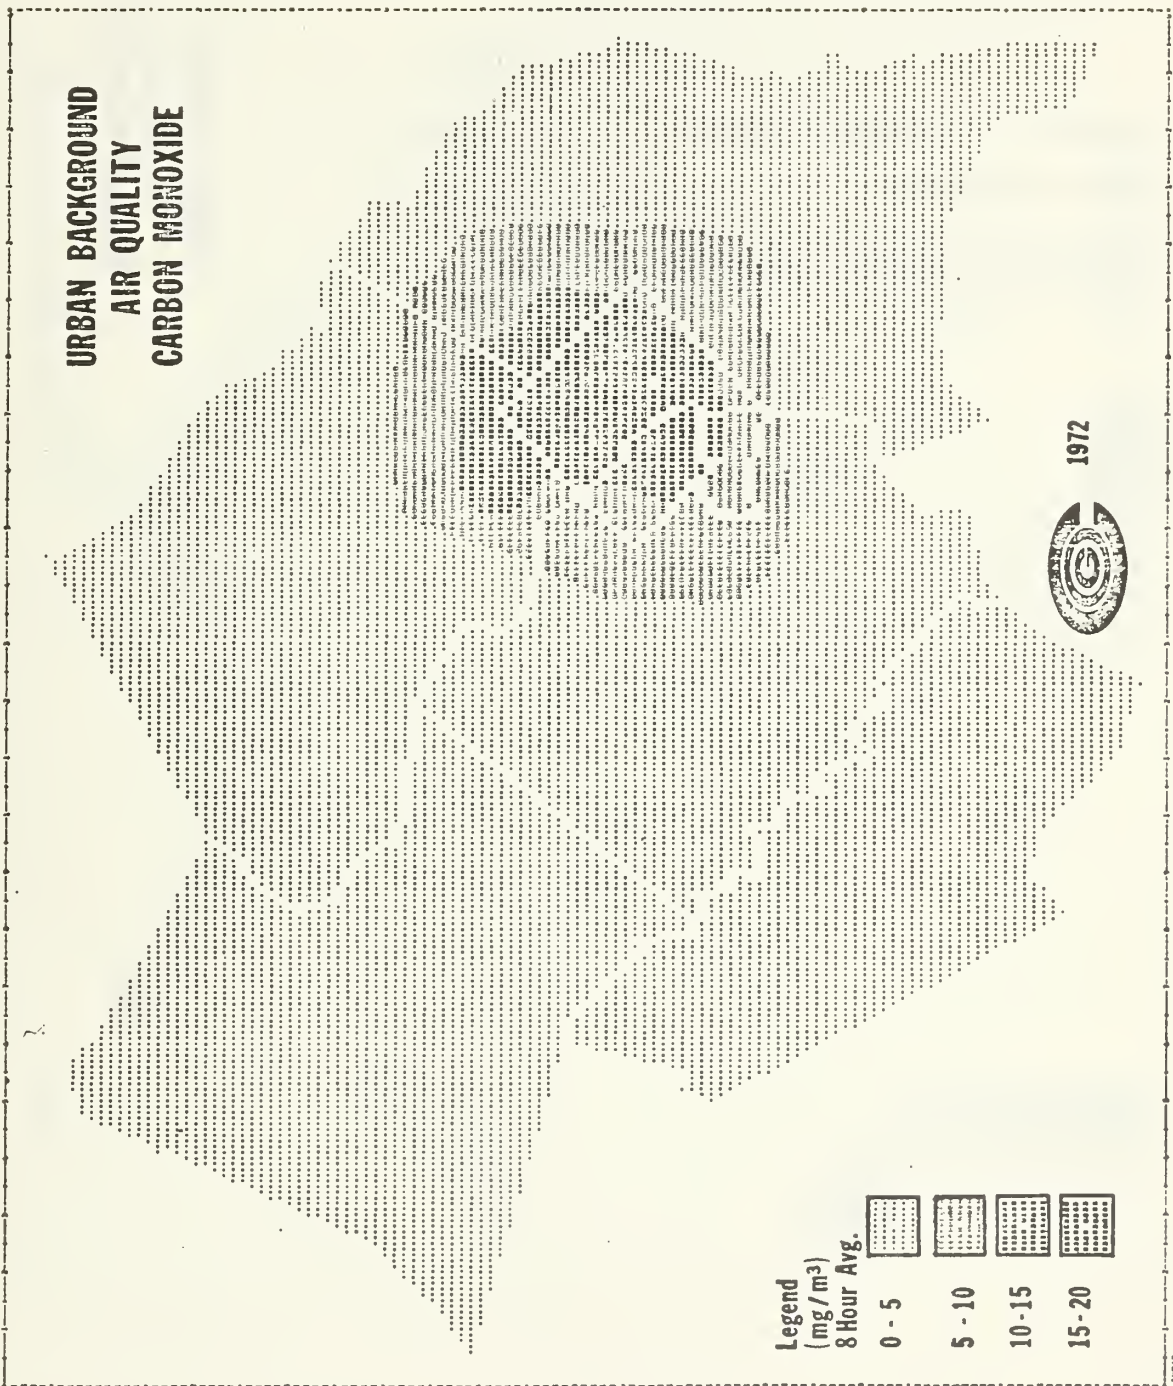 URBAN BACKGROUND
AIR QUALITY
CARBON MONOXIDE
1972
Legend
(mg/m³)
8 Hour Avg.
0 - 5
5 - 10
10-15
15-20